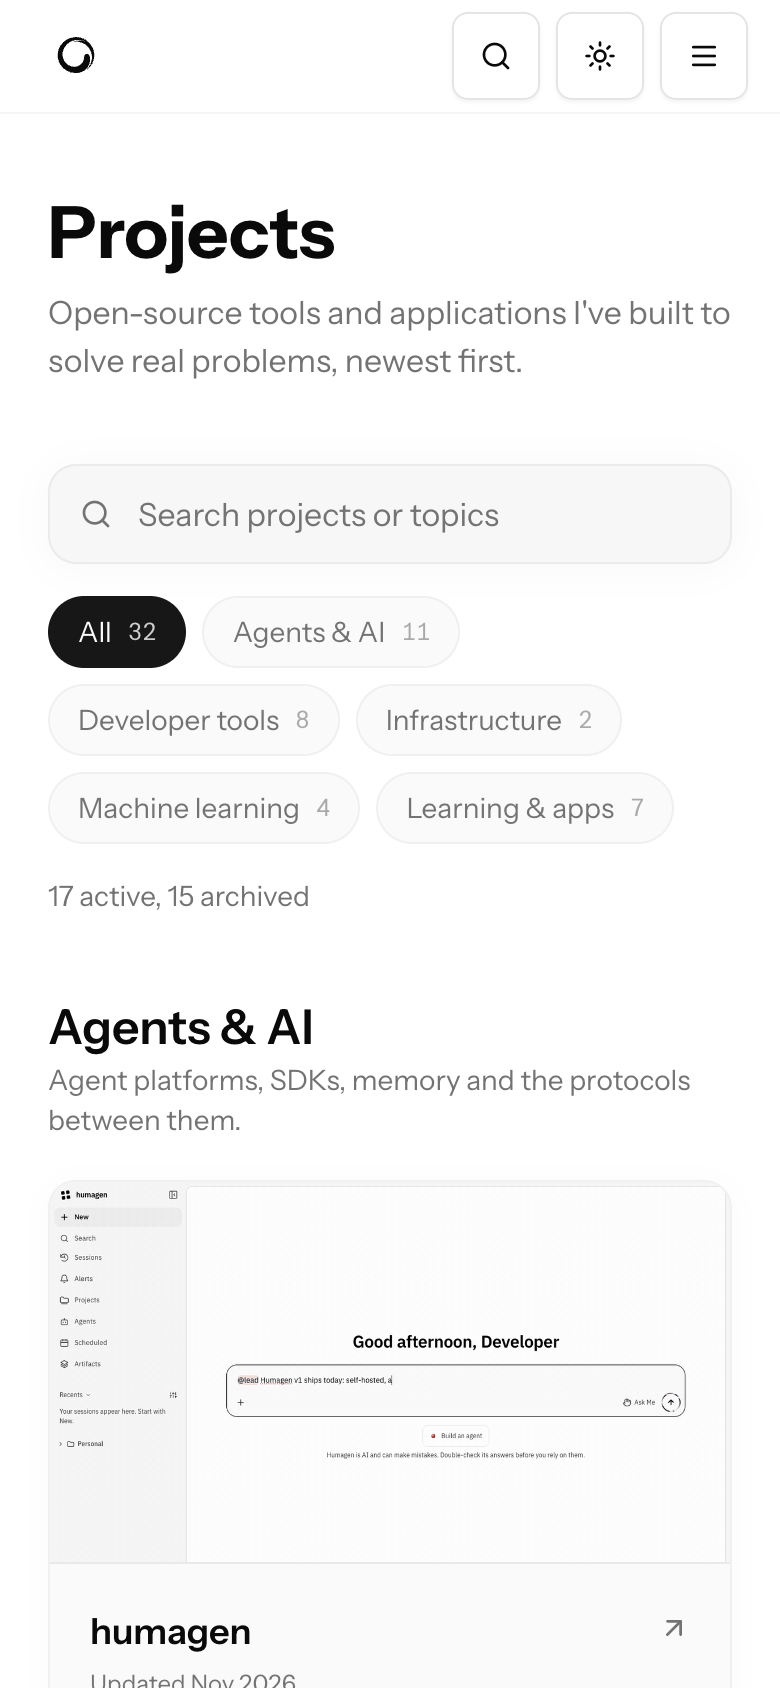 Projects
Open-source tools and applications I've built to
solve real problems, newest first.
Search projects or topics
All 32
Agents & AI 11
Developer tools 8
Infrastructure 2
Machine learning 4
Learning & apps 7
17 active, 15 archived
Agents & AI
Agent platforms, SDKs, memory and the protocols
between them.
humagen
New
Search
Sessions
Alerts
Projects
Agents
Scheduled
Artifacts
Recents
Your sessions appear here. Start with
New.
Personal
Good afternoon, Developer
@lead Humagen v1 ships today: self-hosted, a
Ask Me
Build an agent
Humagen is AI and can make mistakes. Double-check its answers before you rely on them.
humagen
Updated Nov 2026